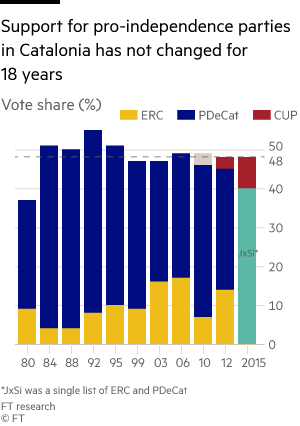 Support for pro-independence parties
in Catalonia has not changed for
18 years
Vote share (%)
ERC PDeCat CUP
50
48
40
30
20
10
0
JxSi*
80 84 88 92 95 99 03 06 10 12 2015
*JxSi was a single list of ERC and PDeCat
FT research
© FT